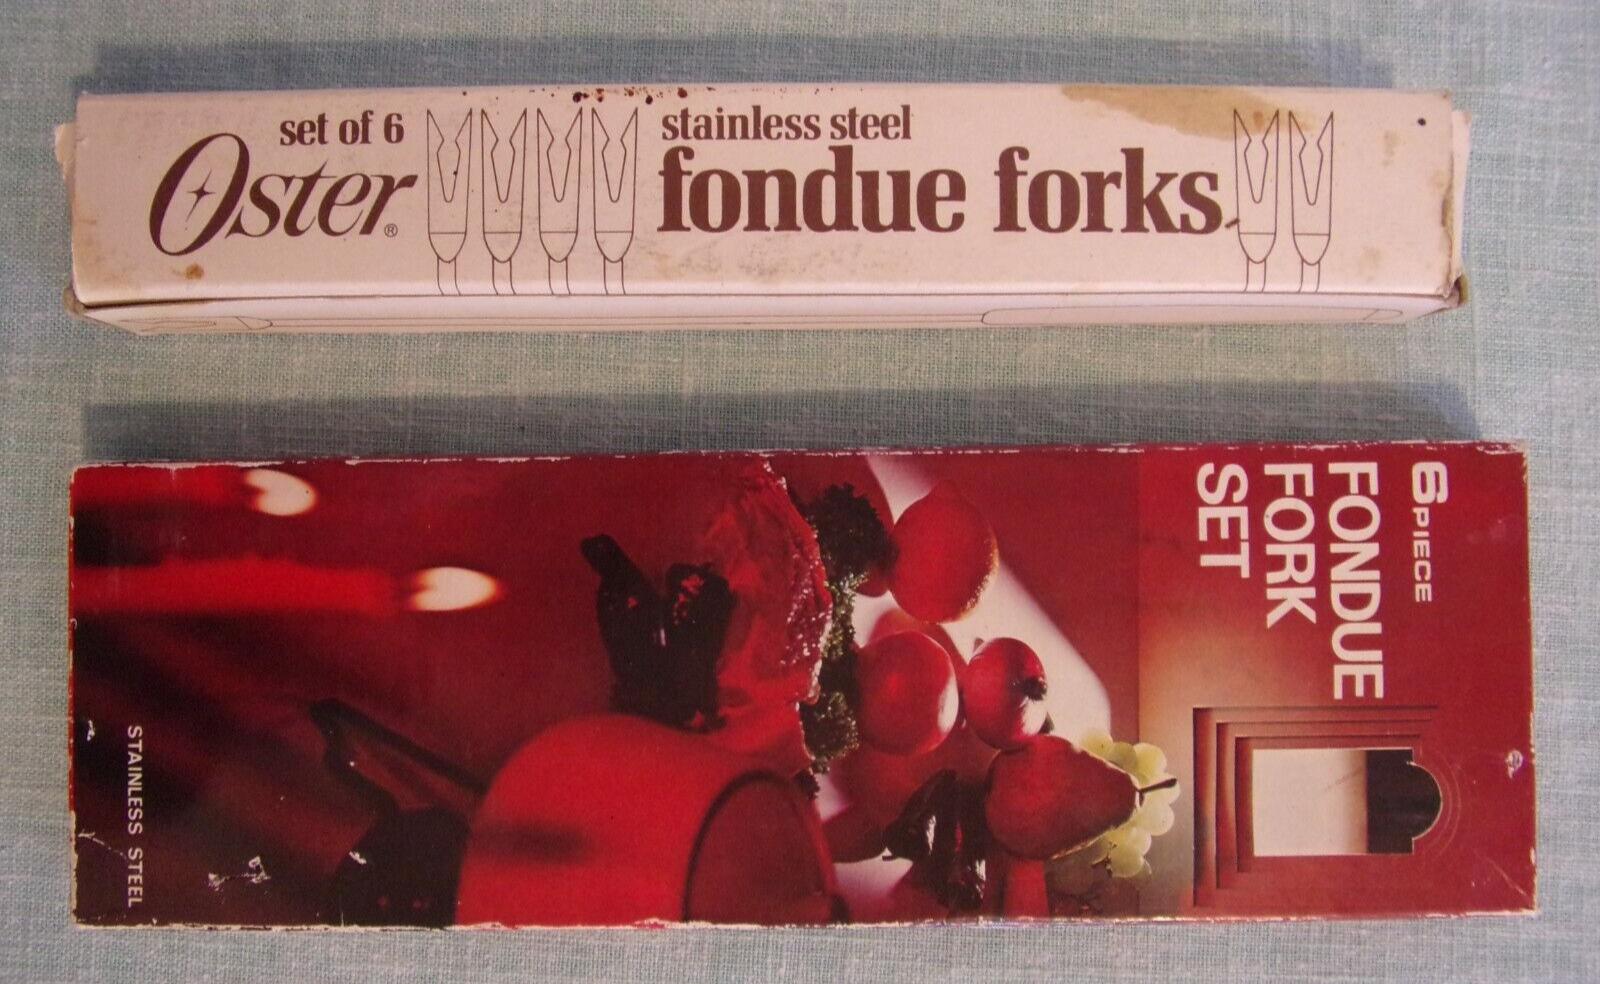 set of 6
Oster®
stainless steel
fondue forks
6 PIECE
FONDUE
FORK
SET
STAINLESS STEEL